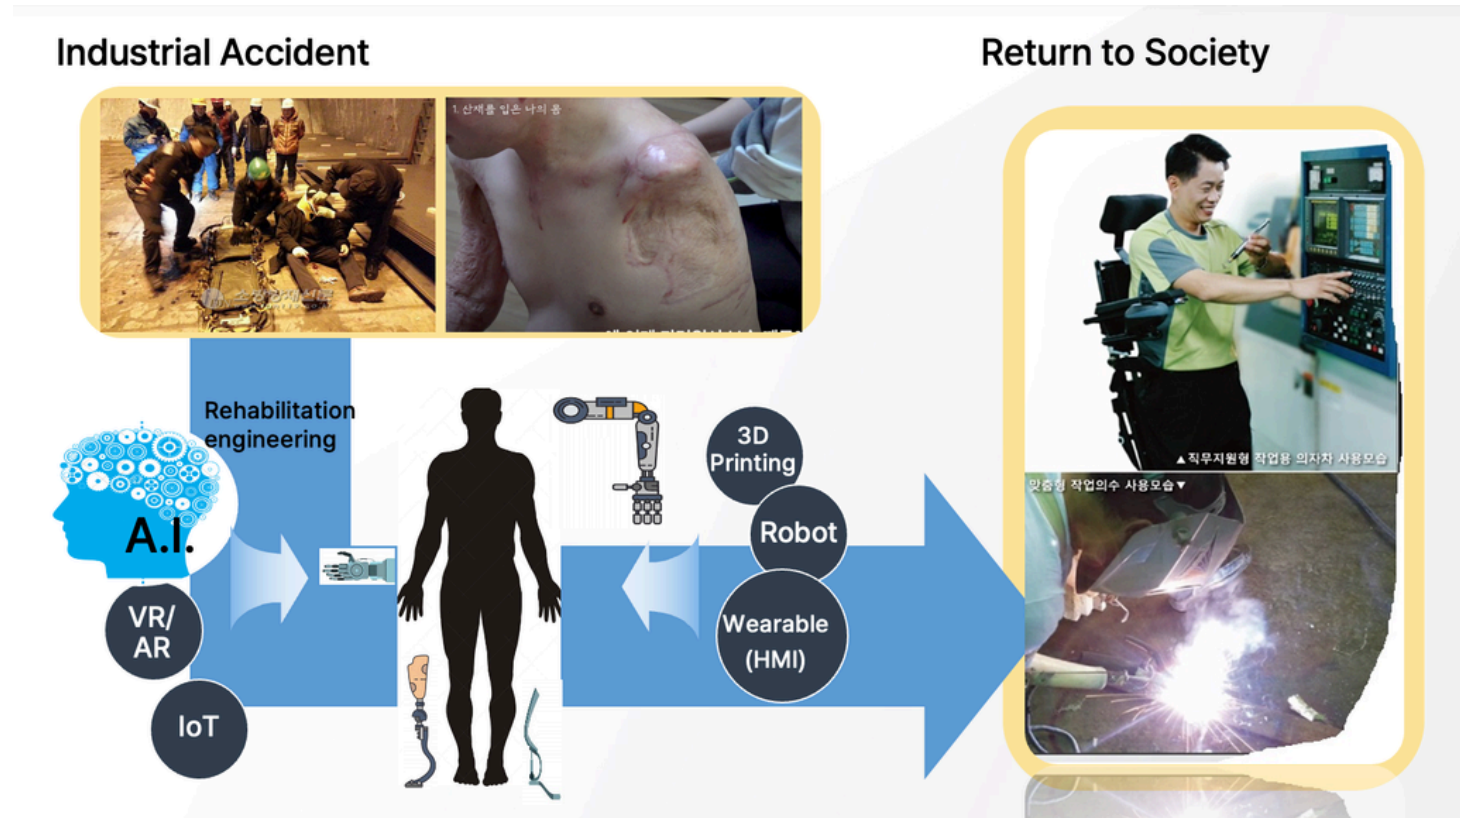 Industrial Accident
Return to Society
1. 산재를 입은 나의 몸
Rehabilitation
engineering
A.I.
VR/
AR
IoT
3D
Printing
Robot
Wearable
(HMI)
▲직무지원형 작업용 의자차 사용모습
맞춤형 작업의수 사용모습▼